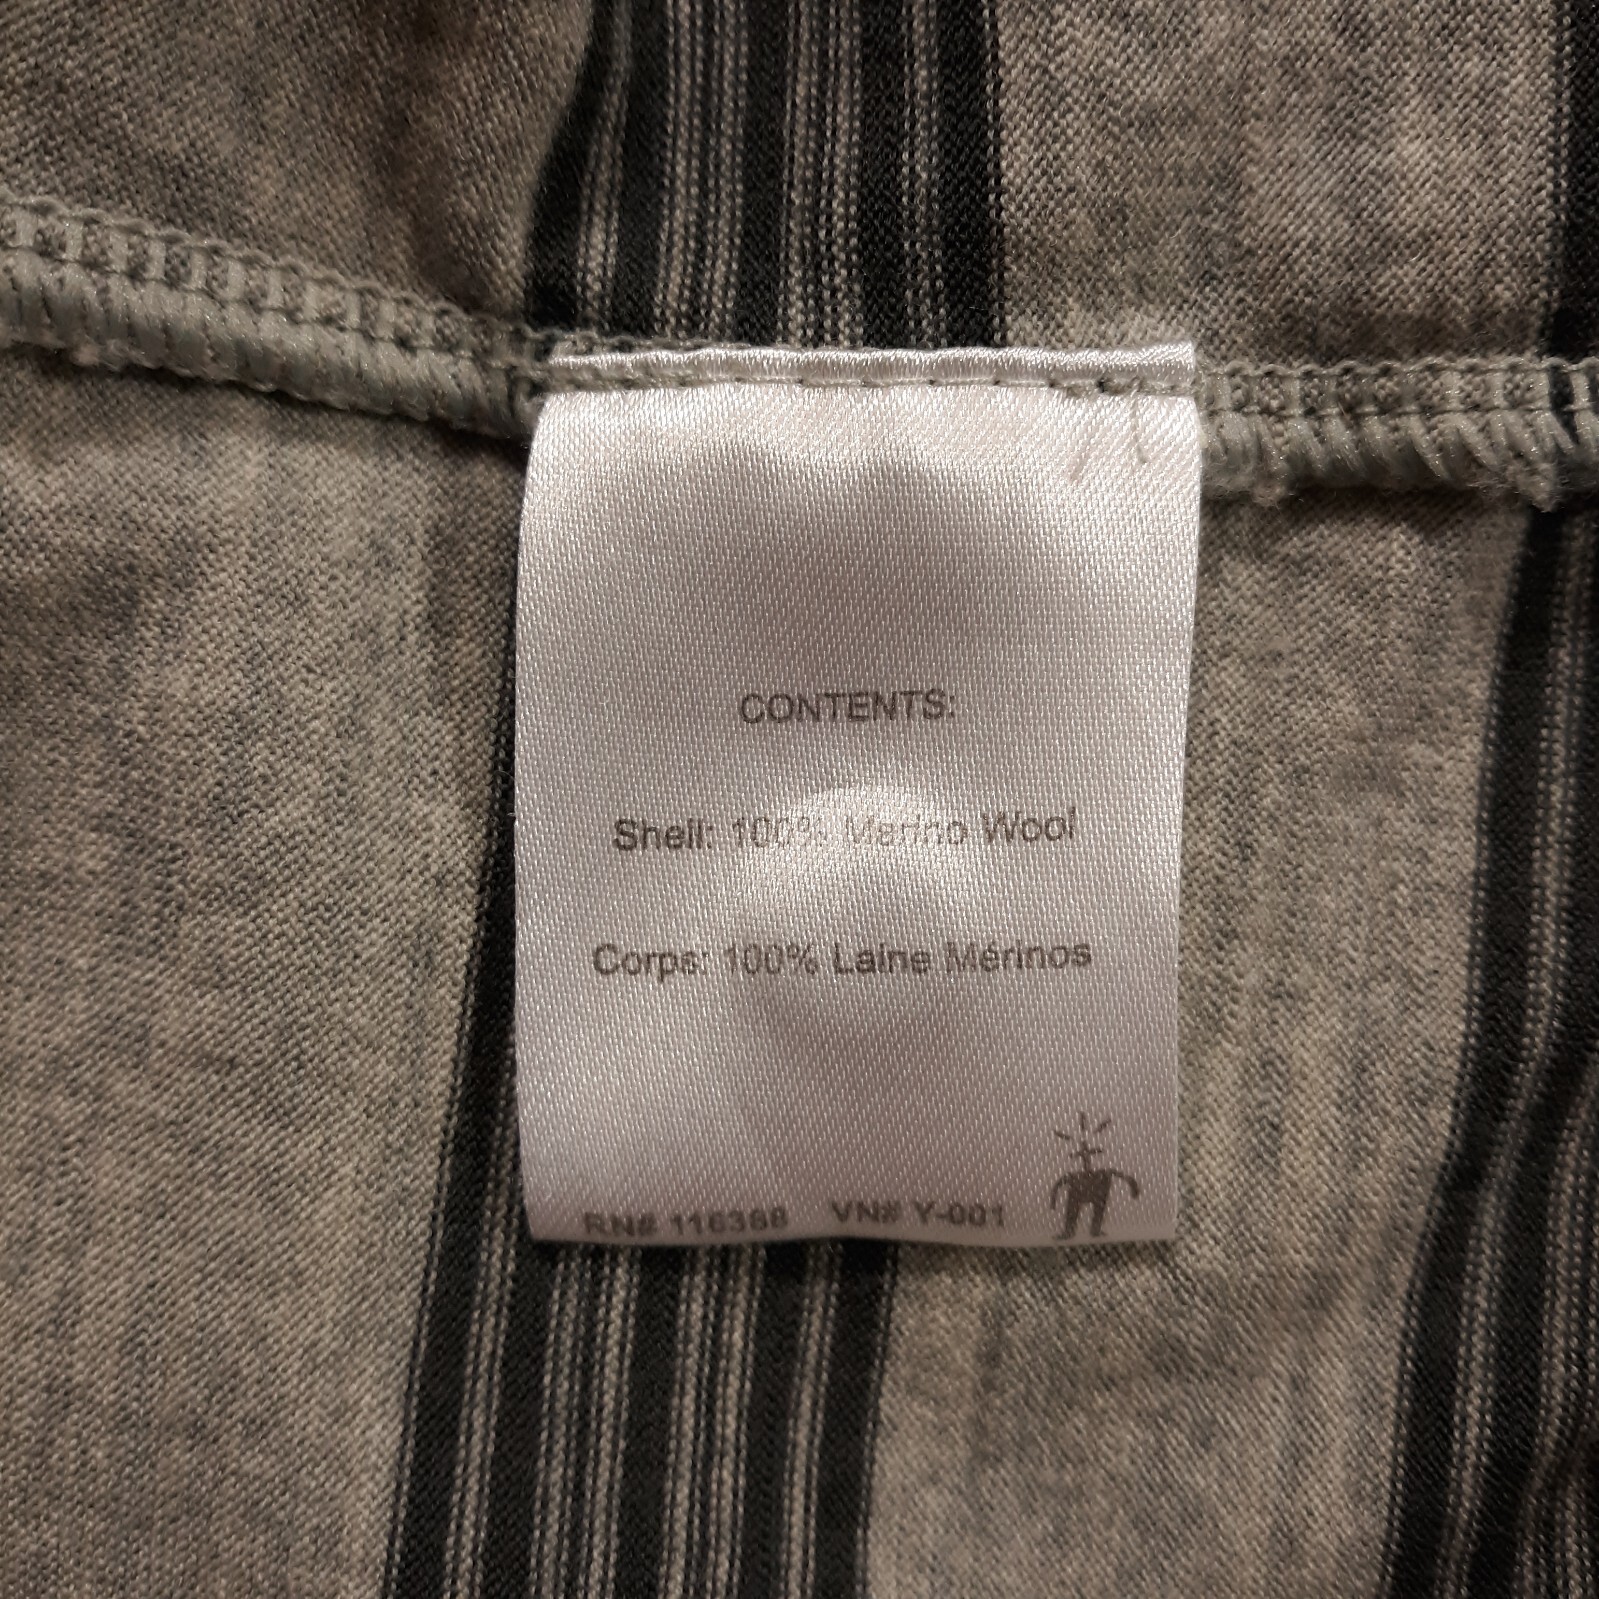 CONTENTS:
Shell: 100% Merino Wool
Corps: 100% Laine Mérinos
RN# 116388 VN# Y-001